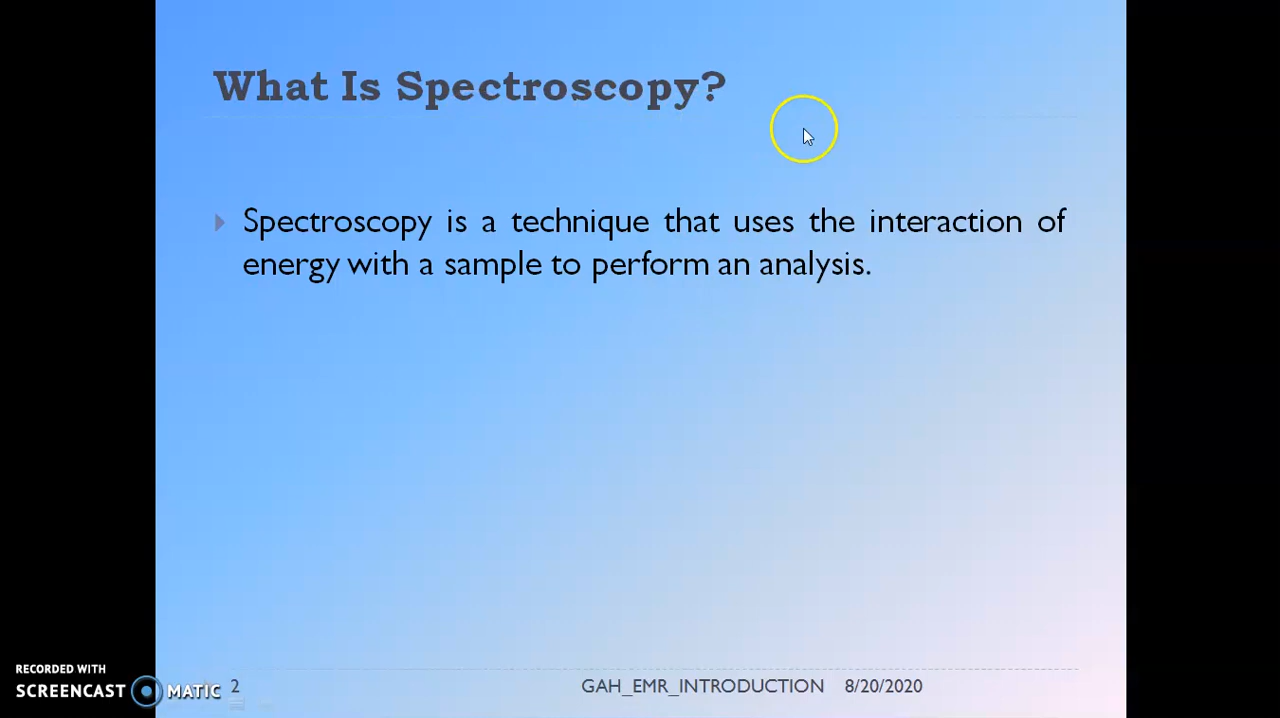 What Is Spectroscopy?
Spectroscopy is a technique that uses the interaction of
energy with a sample to perform an analysis.
RECORDED WITH
SCREENCAST MATIC
2
GAH_EMR_INTRODUCTION 8/20/2020